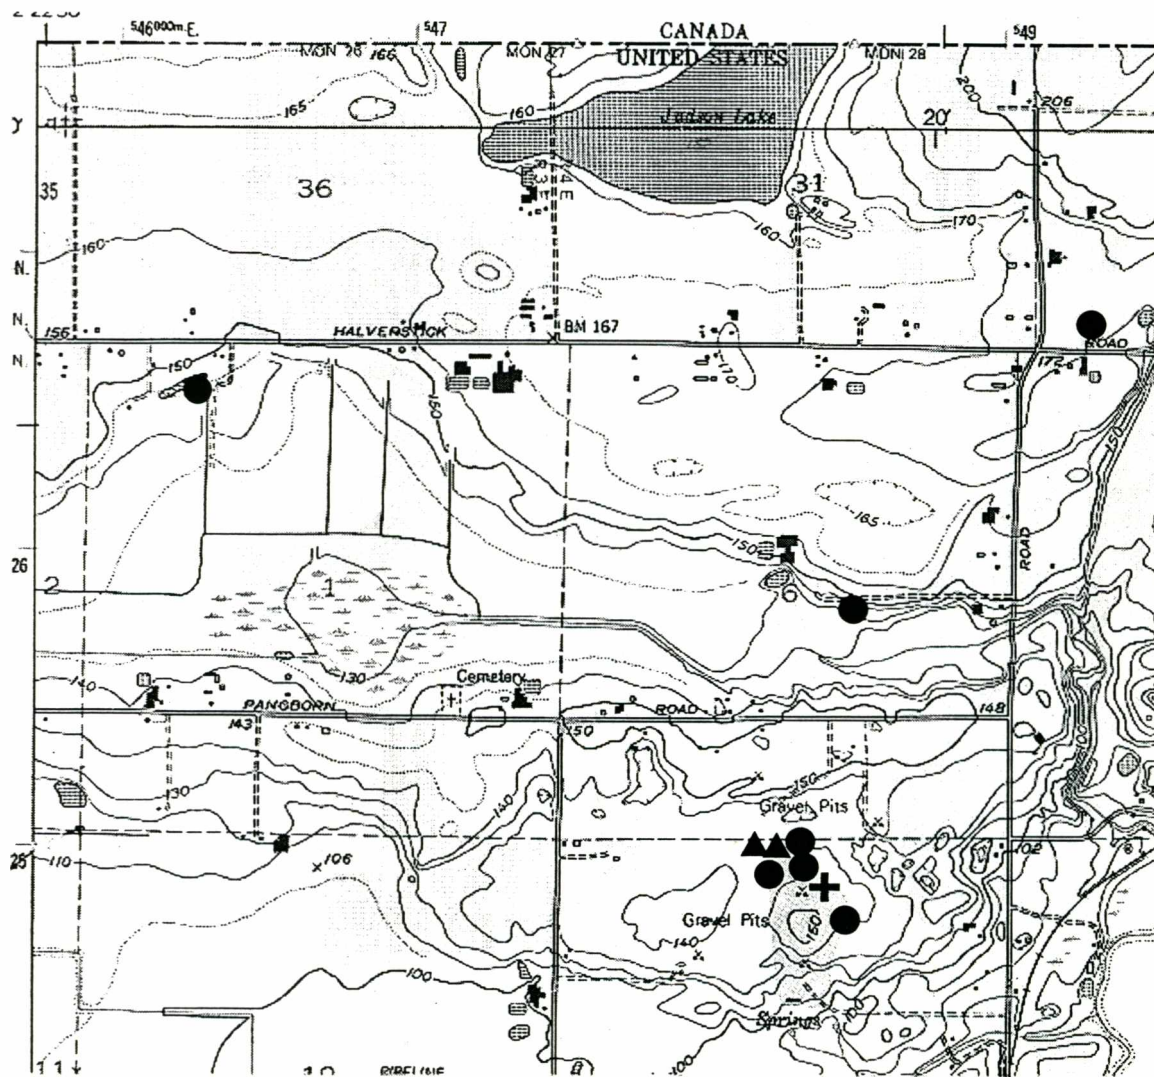 546000m.E.
547
CANADA
549
MON 26
166
MON 27
UNITED STATES
MON 28
165
160
Judson Lake
200
206
20'
35
36
31
160
160
170
N.
N.
156
HALVERSTICK
BM 167
ROAD
N.
150
172
170
150
150
165
150
ROAD
26
2
1
130
140
Cemetery
PANGBORN
ROAD
148
143
150
100
130
140
150
Gravel Pits
25
110
106
102
Gravel Pits
160
140
100
Springs
100